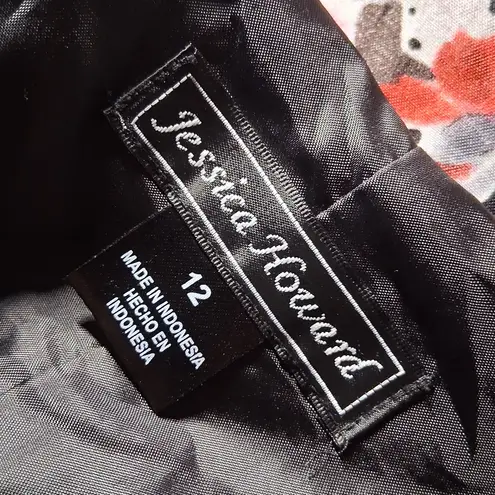 Jessica Howard
12
MADE IN INDONESIA
HECHO EN
INDONESIA